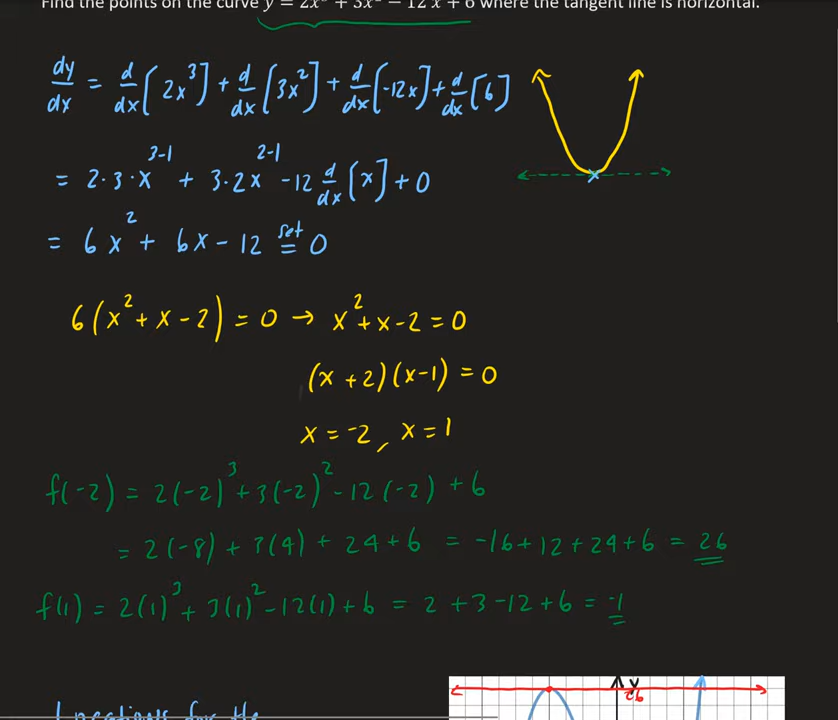 Find the points on the curve y = 2x³ + 3x² − 12 x + 6 where the tangent line is horizontal.
dy/dx = d/dx[2x³] + d/dx[3x²] + d/dx[-12x] + d/dx[6]
= 2·3·x^(3-1) + 3·2x^(2-1) - 12 d/dx[x] + 0
= 6x² + 6x - 12 set = 0
6(x² + x - 2) = 0 → x² + x - 2 = 0
(x + 2)(x - 1) = 0
x = -2, x = 1
f(-2) = 2(-2)³ + 3(-2)² - 12(-2) + 6
= 2(-8) + 3(4) + 24 + 6 = -16 + 12 + 24 + 6 = 26
f(1) = 2(1)³ + 3(1)² - 12(1) + 6 = 2 + 3 - 12 + 6 = -1
y
26
Locations for the